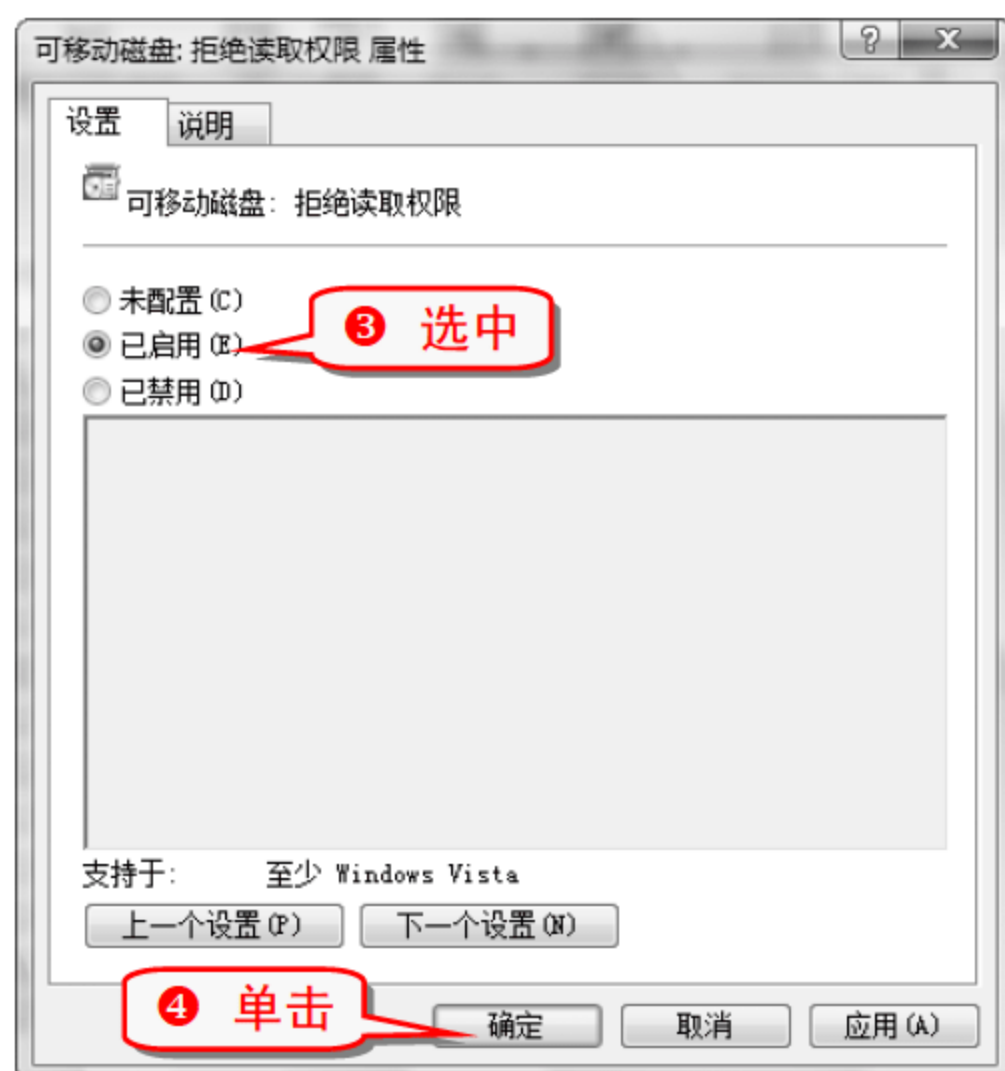 可移动磁盘: 拒绝读取权限 属性
? X
设置 说明
可移动磁盘: 拒绝读取权限
未配置(C)
❸ 选中
已启用(E)
已禁用(D)
支持于: 至少 Windows Vista
上一个设置(P) 下一个设置(N)
❹ 单击
确定 取消 应用(A)